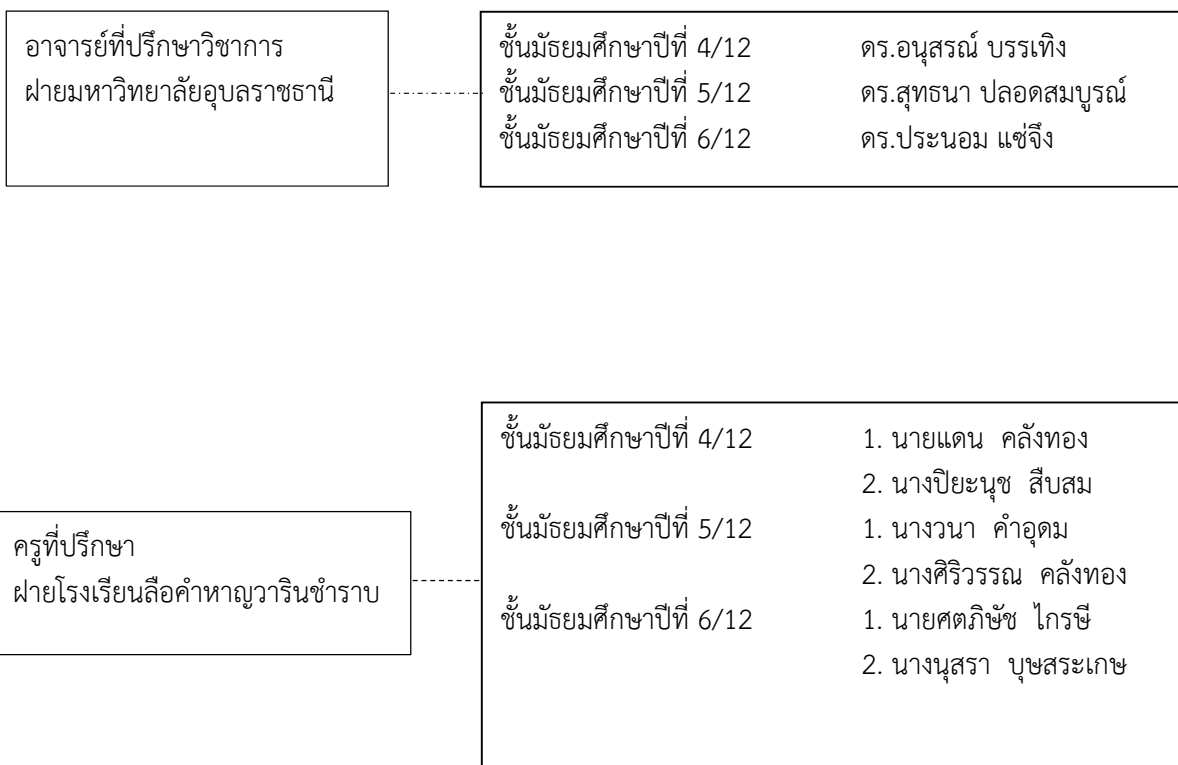 อาจารย์ที่ปรึกษาวิชาการ
ฝ่ายมหาวิทยาลัยอุบลราชธานี
ชั้นมัธยมศึกษาปีที่ 4/12 ดร.อนุสรณ์ บรรเทิง
ชั้นมัธยมศึกษาปีที่ 5/12 ดร.สุทธนา ปลอดสมบูรณ์
ชั้นมัธยมศึกษาปีที่ 6/12 ดร.ประนอม แซ่จึง
ครูที่ปรึกษา
ฝ่ายโรงเรียนลือคำหาญวารินชำราบ
ชั้นมัธยมศึกษาปีที่ 4/12 1. นายแดน คลังทอง
2. นางปิยะนุช สืบสม
ชั้นมัธยมศึกษาปีที่ 5/12 1. นางวนา คำอุดม
2. นางศิริวรรณ คลังทอง
ชั้นมัธยมศึกษาปีที่ 6/12 1. นายศตภิษัช ไกรษี
2. นางนุสรา บุษสระเกษ